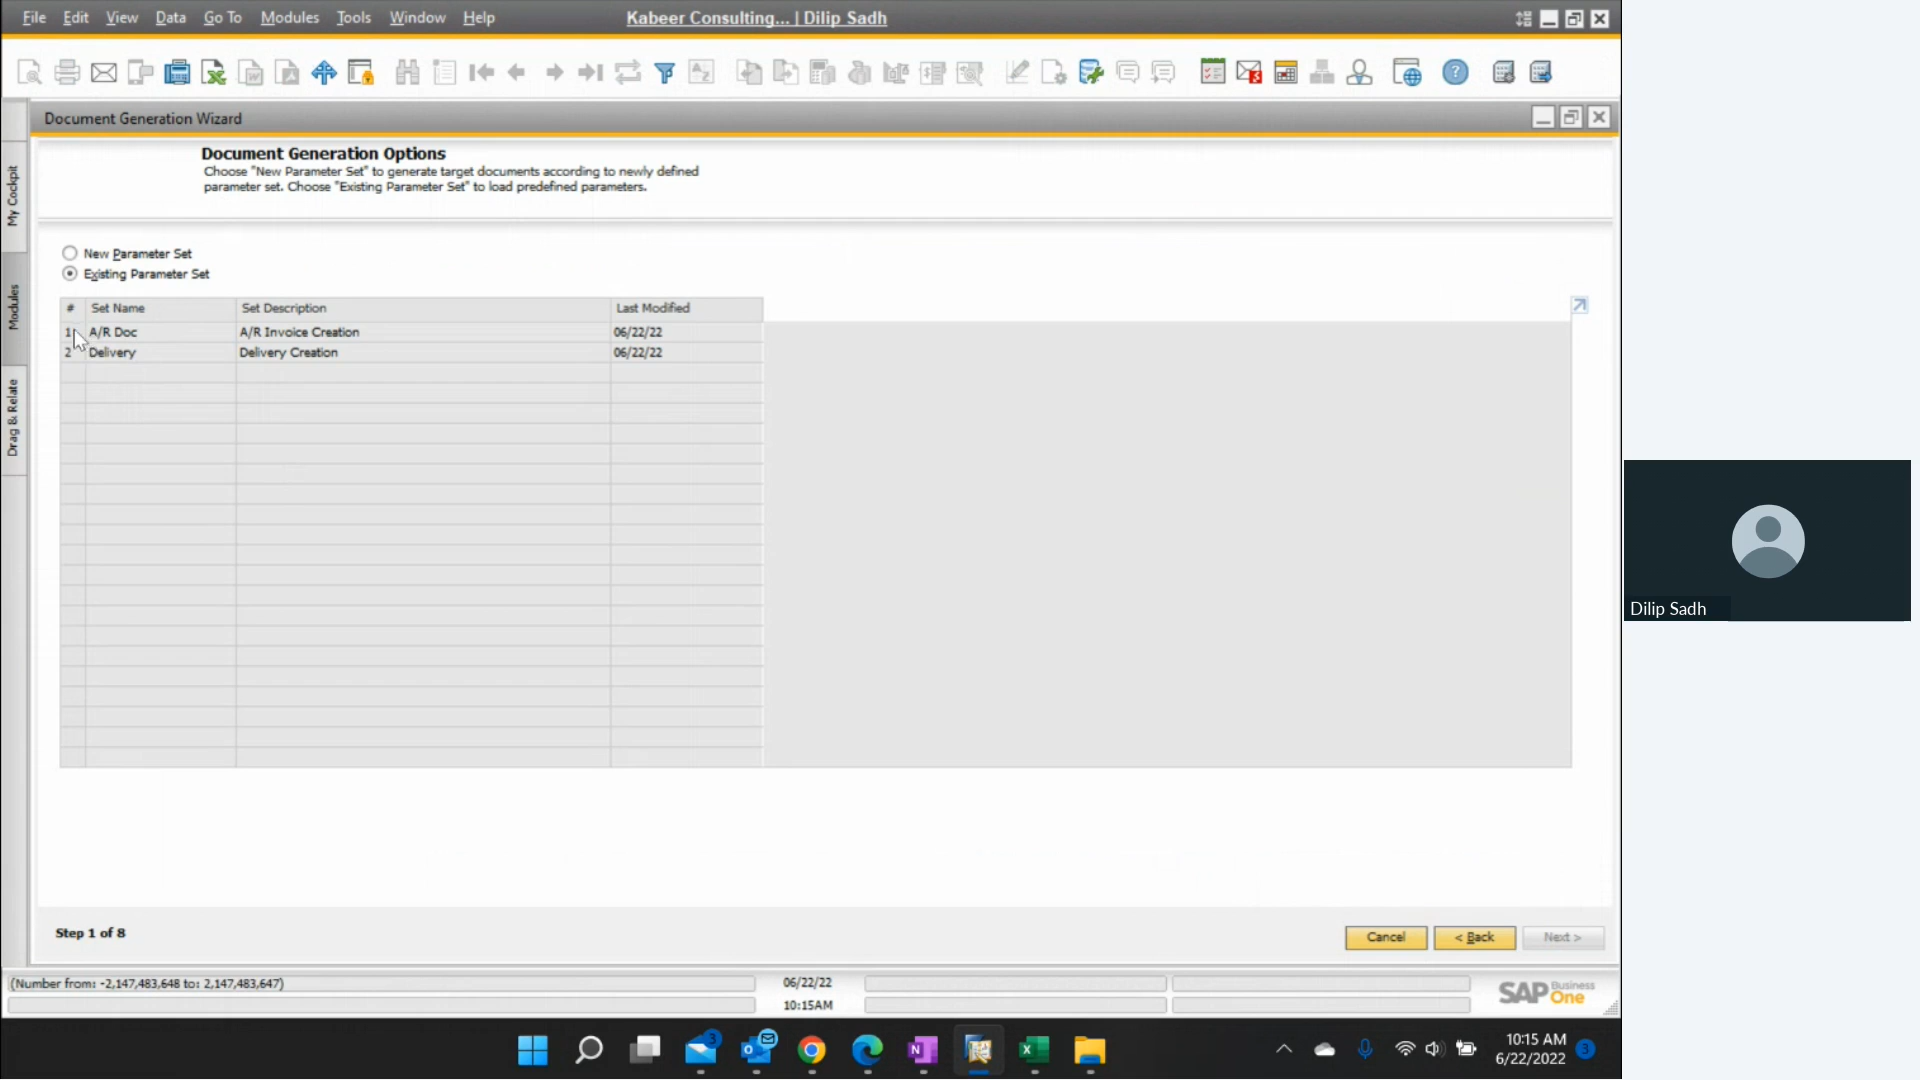 File Edit View Data Go To Modules Tools Window Help Kabeer Consulting... | Dilip Sadh
Document Generation Wizard
Document Generation Options
Choose "New Parameter Set" to generate target documents according to newly defined
parameter set. Choose "Existing Parameter Set" to load predefined parameters.
My Cockpit
Modules
Drag & Relate
New Parameter Set
Existing Parameter Set
# Set Name Set Description Last Modified
1 A/R Doc A/R Invoice Creation 06/22/22
2 Delivery Delivery Creation 06/22/22
Dilip Sadh
Step 1 of 8
Cancel < Back Next >
(Number from: -2,147,483,648 to: 2,147,483,647) 06/22/22
10:15AM
SAP Business One
10:15 AM
6/22/2022
3